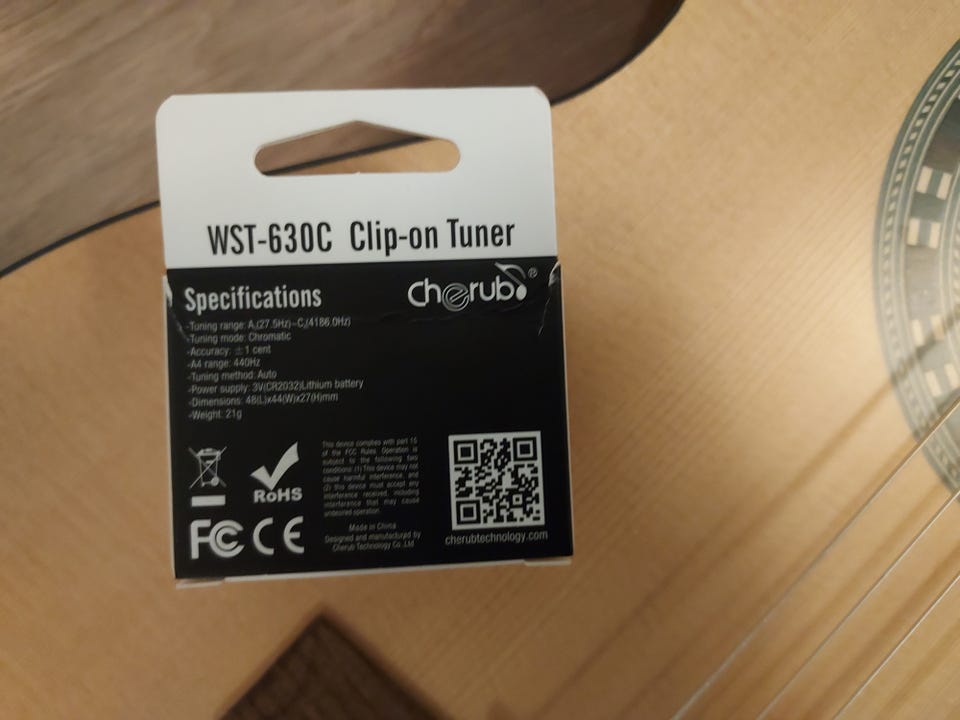 WST-630C Clip-on Tuner
Specifications
cherub®
-Tuning range: A₀(27.5Hz)~C₈(4186.0Hz)
-Tuning mode: Chromatic
-Accuracy: ±1 cent
-A4 range: 440Hz
-Tuning method: Auto
-Power supply: 3V(CR2032)Lithium battery
-Dimensions: 48(L)x44(W)x27(H)mm
-Weight: 21g
RoHS
This device complies with part 15
of the FCC Rules. Operation is
subject to the following two
conditions: (1) This device may not
cause harmful interference, and
(2) this device must accept any
interference received, including
interference that may cause
undesired operation.
FC CE
Made in China
Designed and manufactured by
Cherub Technology Co.,Ltd
cherubtechnology.com